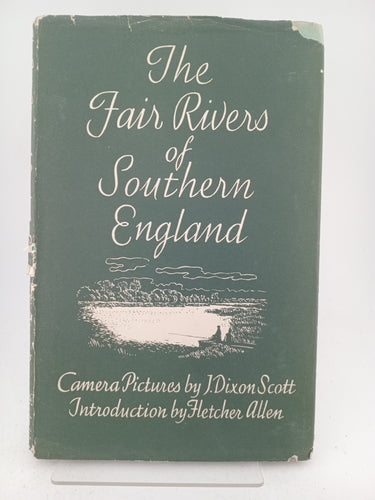 The
Fair Rivers
of
Southern
England
Camera Pictures by J. Dixon Scott
Introduction by Fletcher Allen